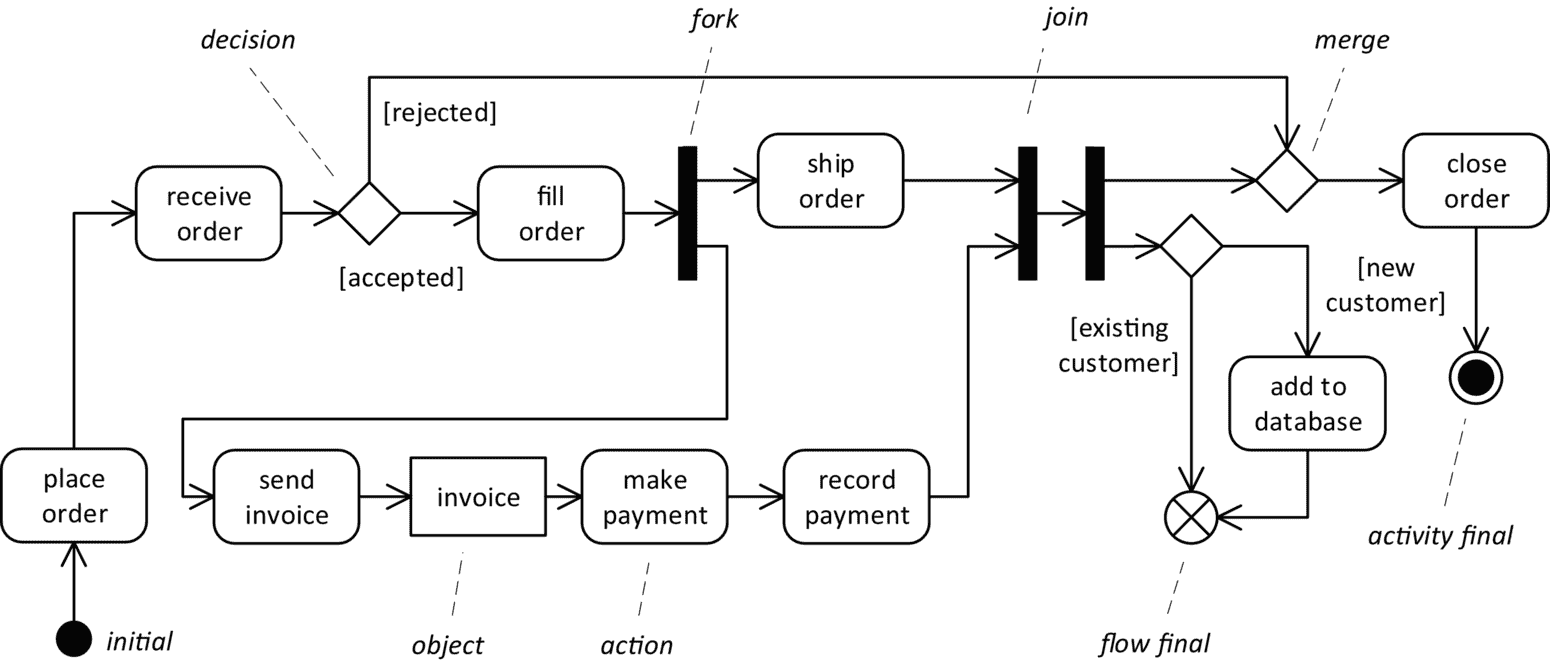 fork
join
decision
merge
[rejected]
receive
order
fill
order
ship
order
close
order
[accepted]
[new
customer]
[existing
customer]
add to
database
place
order
send
invoice
invoice
make
payment
record
payment
activity final
initial
object
action
flow final